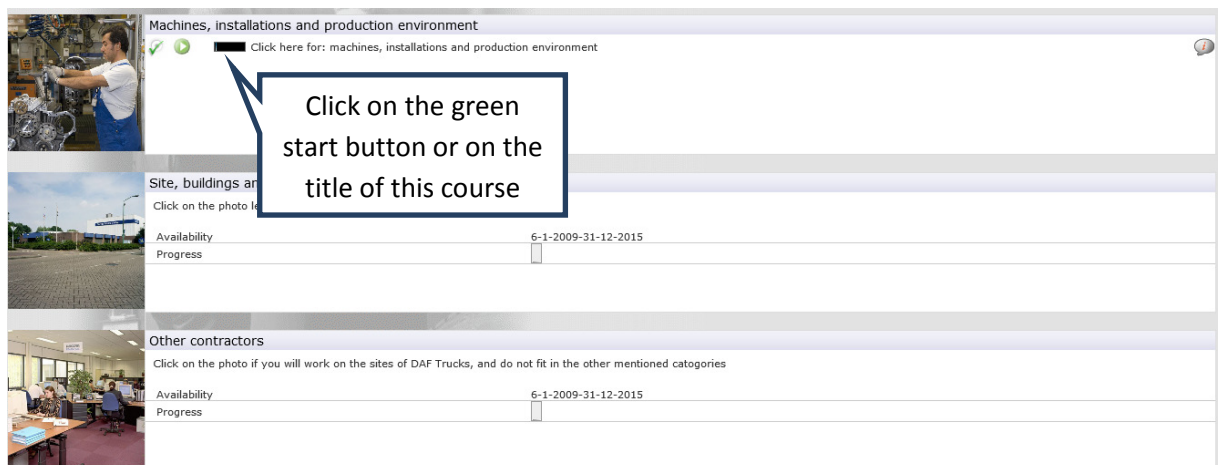 Machines, installations and production environment
Click here for: machines, installations and production environment
Click on the green
start button or on the
title of this course
Site, buildings an
Click on the photo le
Availability 6-1-2009-31-12-2015
Progress
Other contractors
Click on the photo if you will work on the sites of DAF Trucks, and do not fit in the other mentioned catogories
Availability 6-1-2009-31-12-2015
Progress